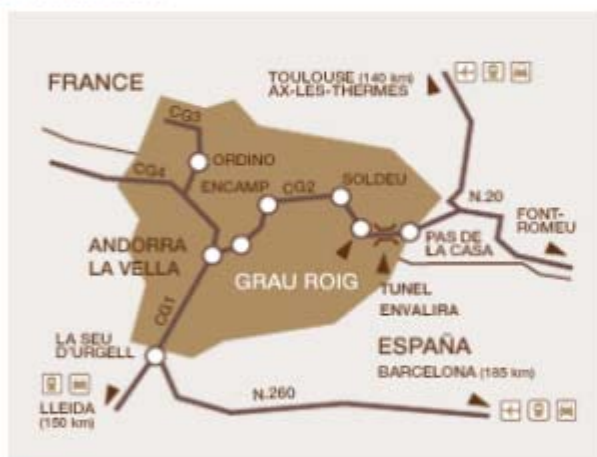 FRANCE
TOULOUSE (140 km)
AX-LES-THERMES
CG3
ORDINO
CG4
ENCAMP
CG2
SOLDEU
N.20
FONT-
ROMEU
ANDORRA
LA VELLA
PAS DE
LA CASA
GRAU ROIG
TUNEL
ENVALIRA
CG1
LA SEU
D'URGELL
ESPAÑA
BARCELONA (185 km)
LLEIDA
(150 km)
N.260